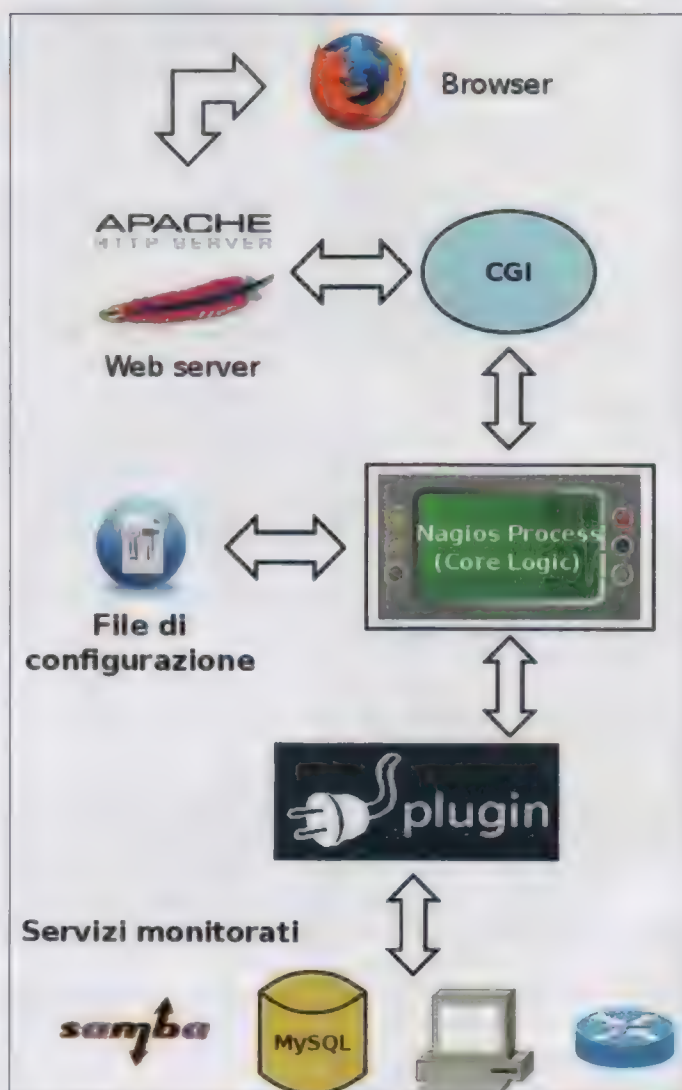 Browser
APACHE
HTTP SERVER
CGI
Web server
Nagios Process
(Core Logic)
File di
configurazione
plugin
Servizi monitorati
samba
MySQL